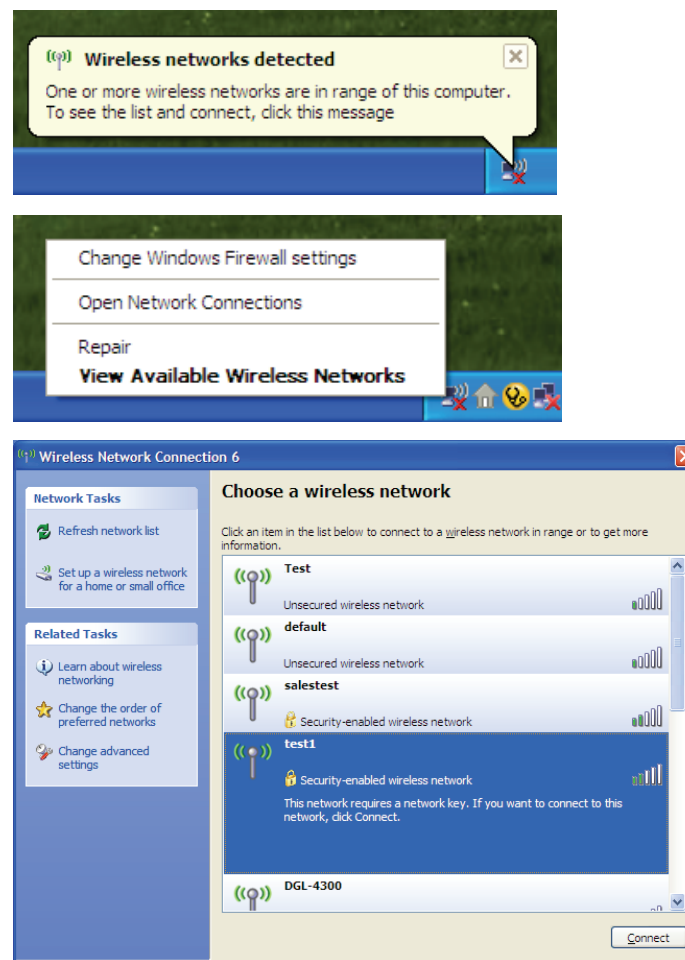 Wireless networks detected
One or more wireless networks are in range of this computer.
To see the list and connect, click this message
Change Windows Firewall settings
Open Network Connections
Repair
View Available Wireless Networks
Wireless Network Connection 6
Network Tasks
Refresh network list
Set up a wireless network
for a home or small office
Related Tasks
Learn about wireless
networking
Change the order of
preferred networks
Change advanced
settings
Choose a wireless network
Click an item in the list below to connect to a wireless network in range or to get more
information.
Test
Unsecured wireless network
default
Unsecured wireless network
salestest
Security-enabled wireless network
test1
Security-enabled wireless network
This network requires a network key. If you want to connect to this
network, click Connect.
DGL-4300
Connect